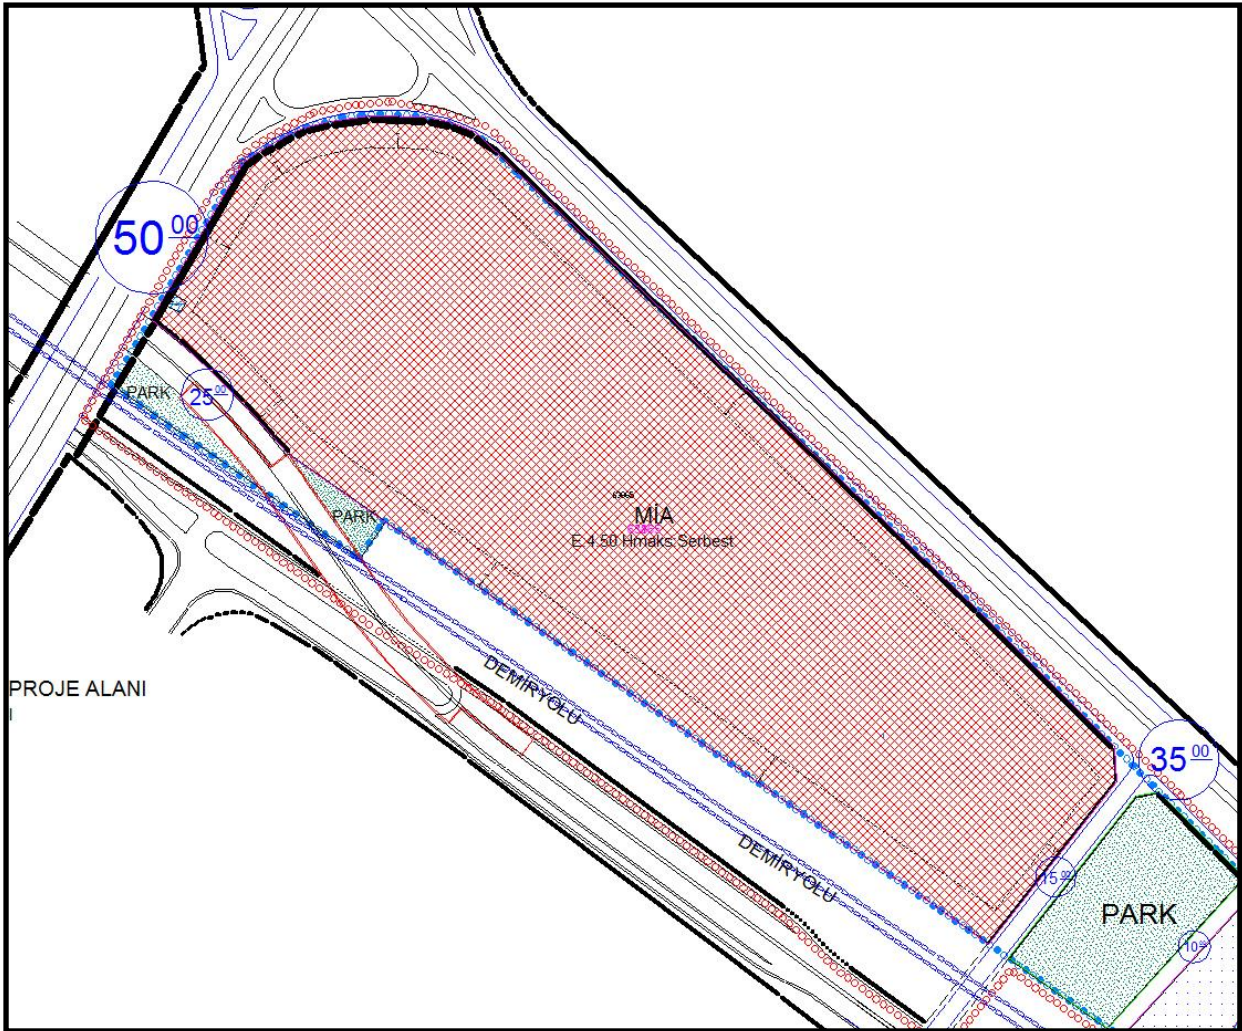 50 00
PARK
25 00
PARK
MİA
E:4.50 Hmaks:Serbest
DEMİRYOLU
PROJE ALANI
35 00
DEMİRYOLU
15 00
PARK
10 00